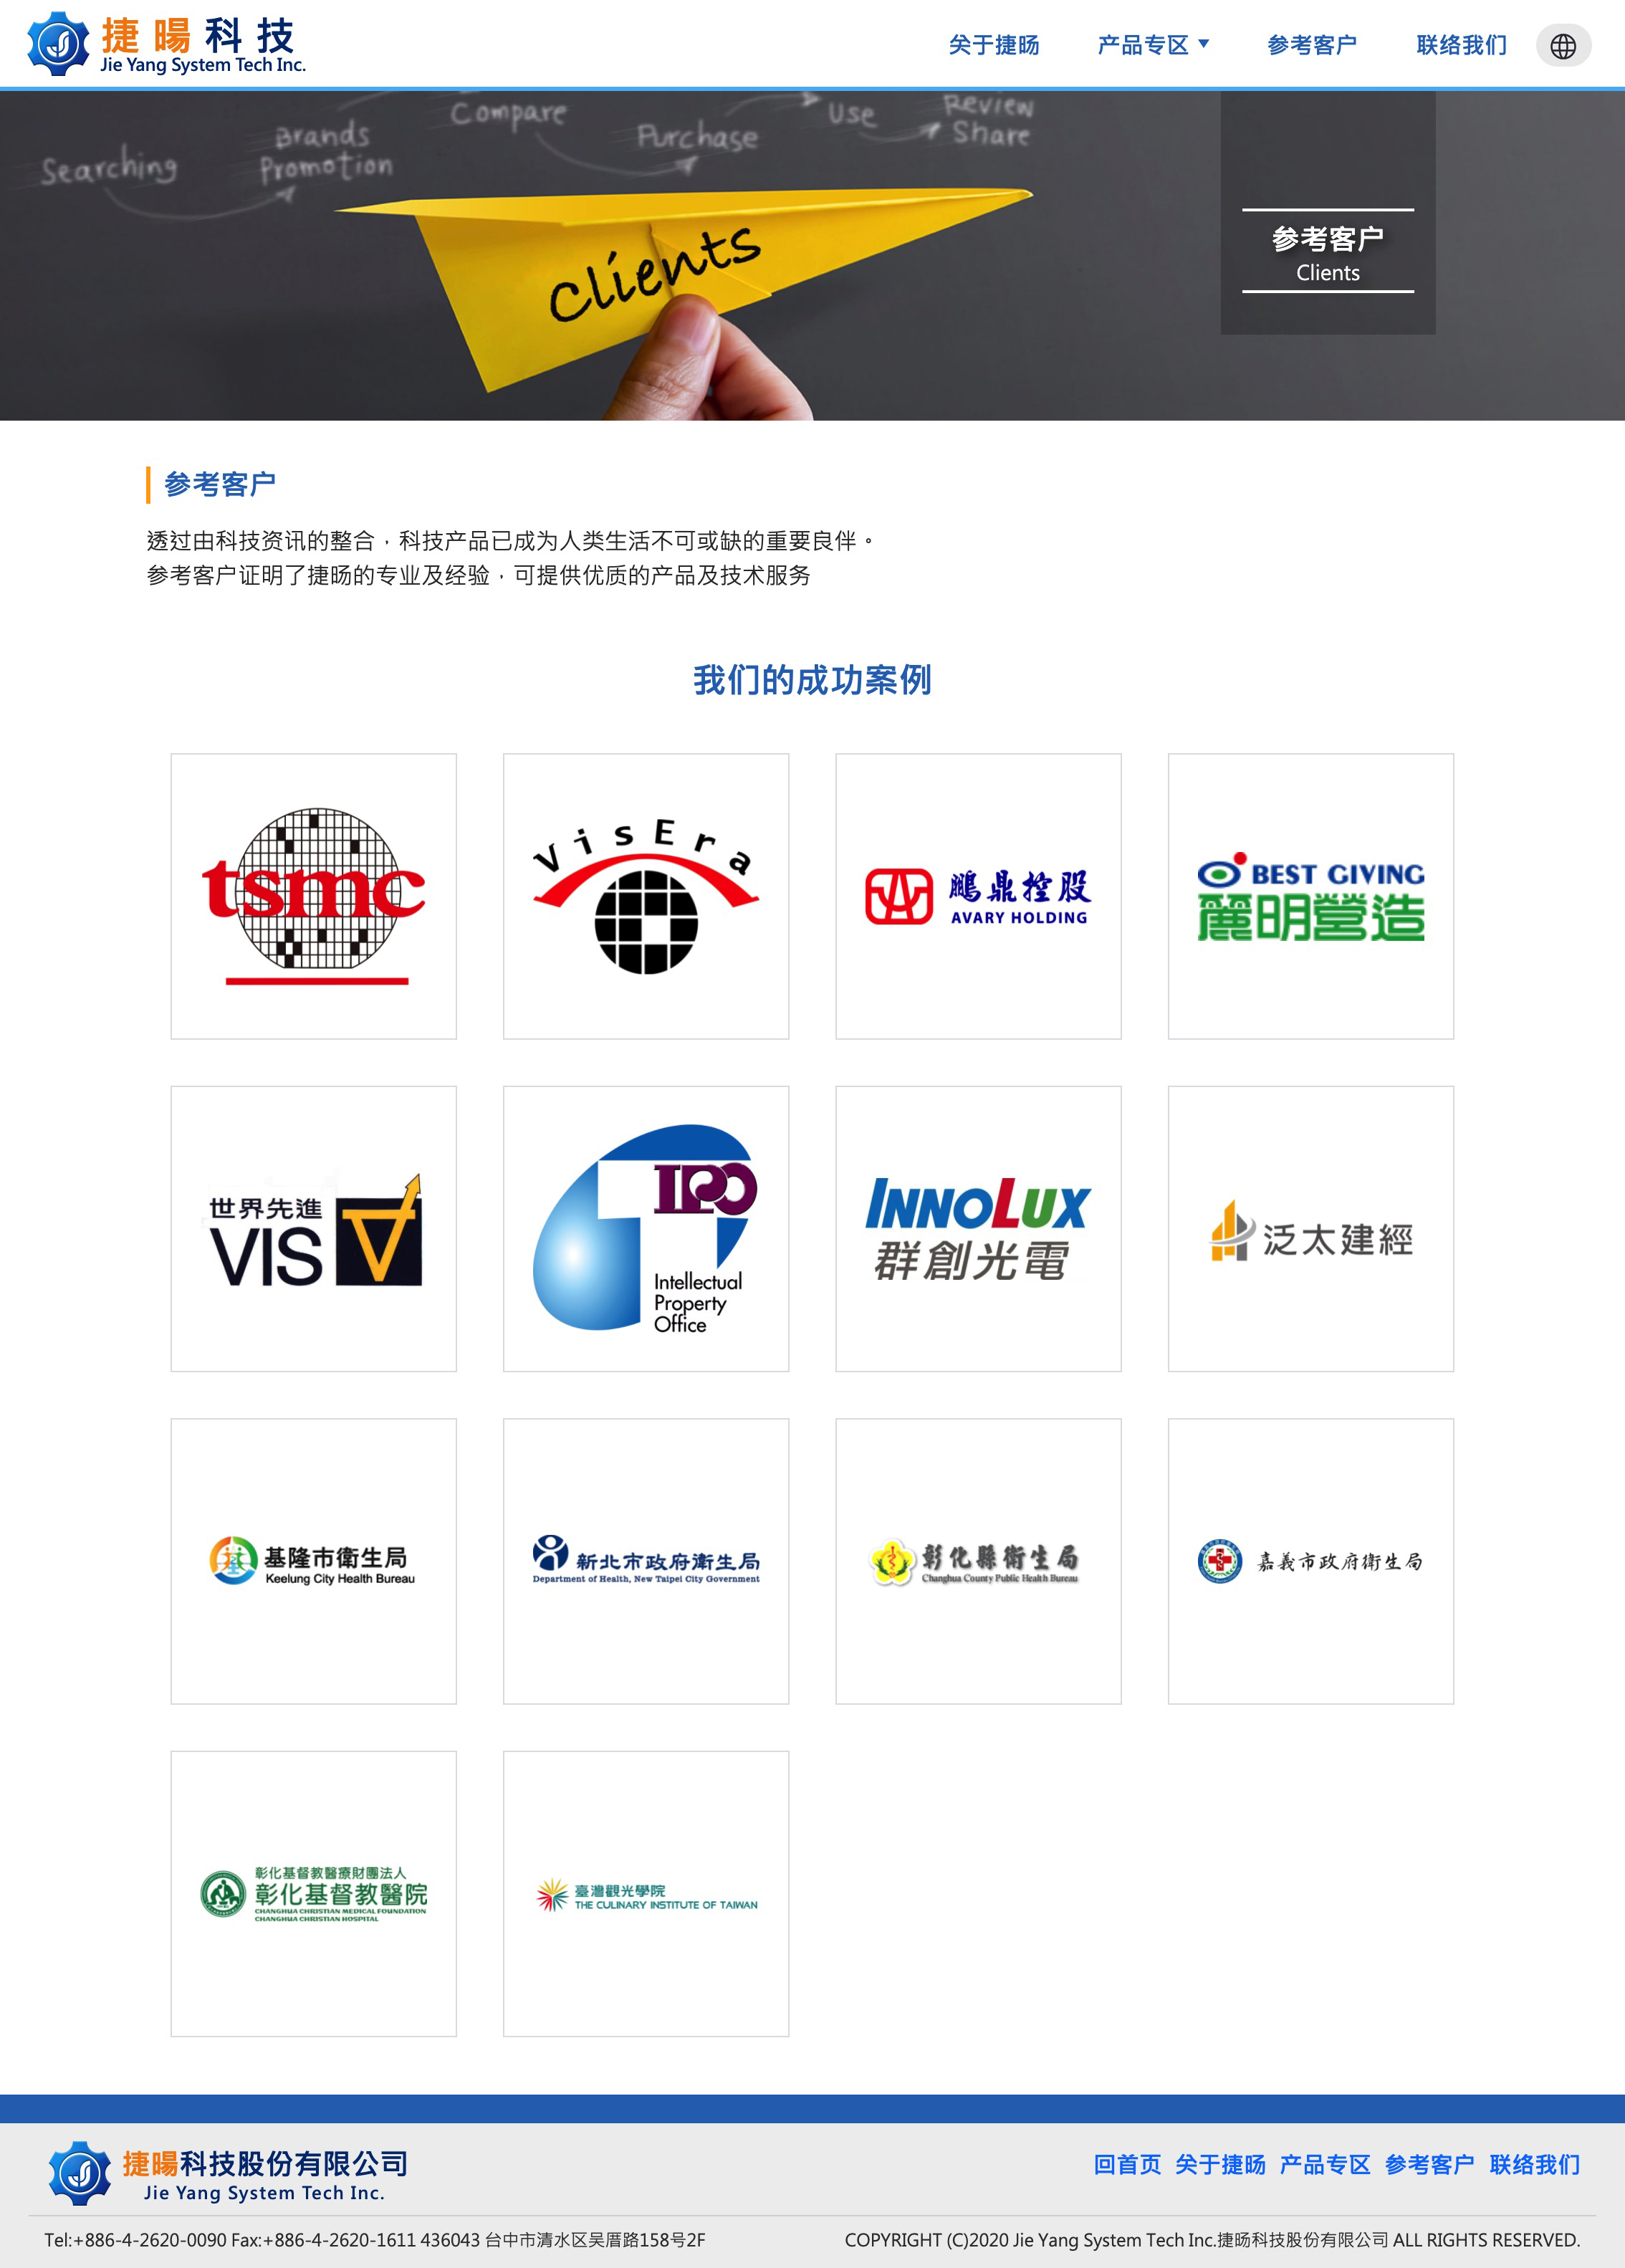 捷暘科技
Jie Yang System Tech Inc.
关于捷旸
产品专区
参考客户
联络我们
Searching
Brands
Promotion
Compare
Purchase
Use
Review
Share
Clients
参考客户
Clients
参考客户
透过由科技资讯的整合，科技产品已成为人类生活不可或缺的重要良伴。
参考客户证明了捷旸的专业及经验，可提供优质的产品及技术服务
我们的成功案例
tsmc
VisEra
鵬鼎控股
AVARY HOLDING
BEST GIVING
麗明營造
世界先進
VIS
IPO
Intellectual
Property
Office
INNOLUX
群創光電
泛太建經
基隆市衛生局
Keelung City Health Bureau
新北市政府衛生局
Department of Health, New Taipei City Government
彰化縣衛生局
Changhua County Public Health Bureau
嘉義市政府衛生局
彰化基督教醫療財團法人
彰化基督教醫院
CHANGHUA CHRISTIAN MEDICAL FOUNDATION
CHANGHUA CHRISTIAN HOSPITAL
臺灣觀光學院
THE CULINARY INSTITUTE OF TAIWAN
捷暘科技股份有限公司
Jie Yang System Tech Inc.
回首页 关于捷旸 产品专区 参考客户 联络我们
Tel:+886-4-2620-0090 Fax:+886-4-2620-1611 436043 台中市清水区吴厝路158号2F
COPYRIGHT (C)2020 Jie Yang System Tech Inc.捷旸科技股份有限公司 ALL RIGHTS RESERVED.